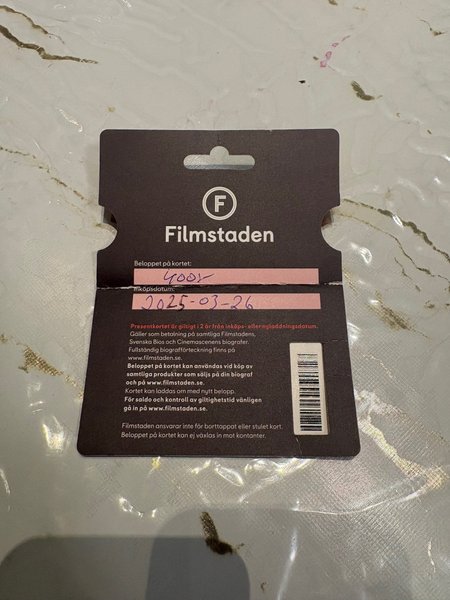 F
Filmstaden
Beloppet på kortet:
400:-
Inköpsdatum:
2025-03-26
Presentkortet är giltigt i 2 år från inköps- eller nyladdningsdatum.
Gäller som betalning på samtliga Filmstadens,
Svenska Bios och Cinemascenens biografer.
Fullständig biografförteckning finns på
www.filmstaden.se.
Beloppet på kortet kan användas vid köp av
samtliga produkter som säljs på din biograf
och på www.filmstaden.se.
Kortet kan laddas om med nytt belopp.
För saldo och kontroll av giltighetstid vänligen
gå in på www.filmstaden.se.
Filmstaden ansvarar inte för borttappat eller stulet kort.
Beloppet på kortet kan ej växlas in mot kontanter.